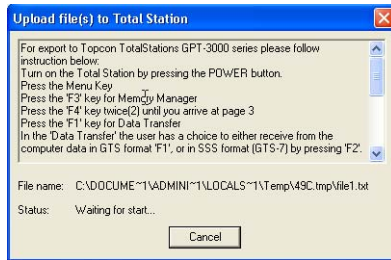 Upload file(s) to Total Station
For export to Topcon TotalStations GPT-3000 series please follow
instruction below:
Turn on the Total Station by pressing the POWER button.
Press the Menu Key
Press the 'F3' key for Memory Manager
Press the 'F4' key twice(2) until you arrive at page 3
Press the 'F1' key for Data Transfer
In the 'Data Transfer' the user has a choice to either receive from the
computer data in GTS format 'F1', or in SSS format (GTS-7) by pressing 'F2'.
File name: C:\DOCUME~1\ADMINI~1\LOCALS~1\Temp\49C.tmp\file1.txt
Status: Waiting for start...
Cancel